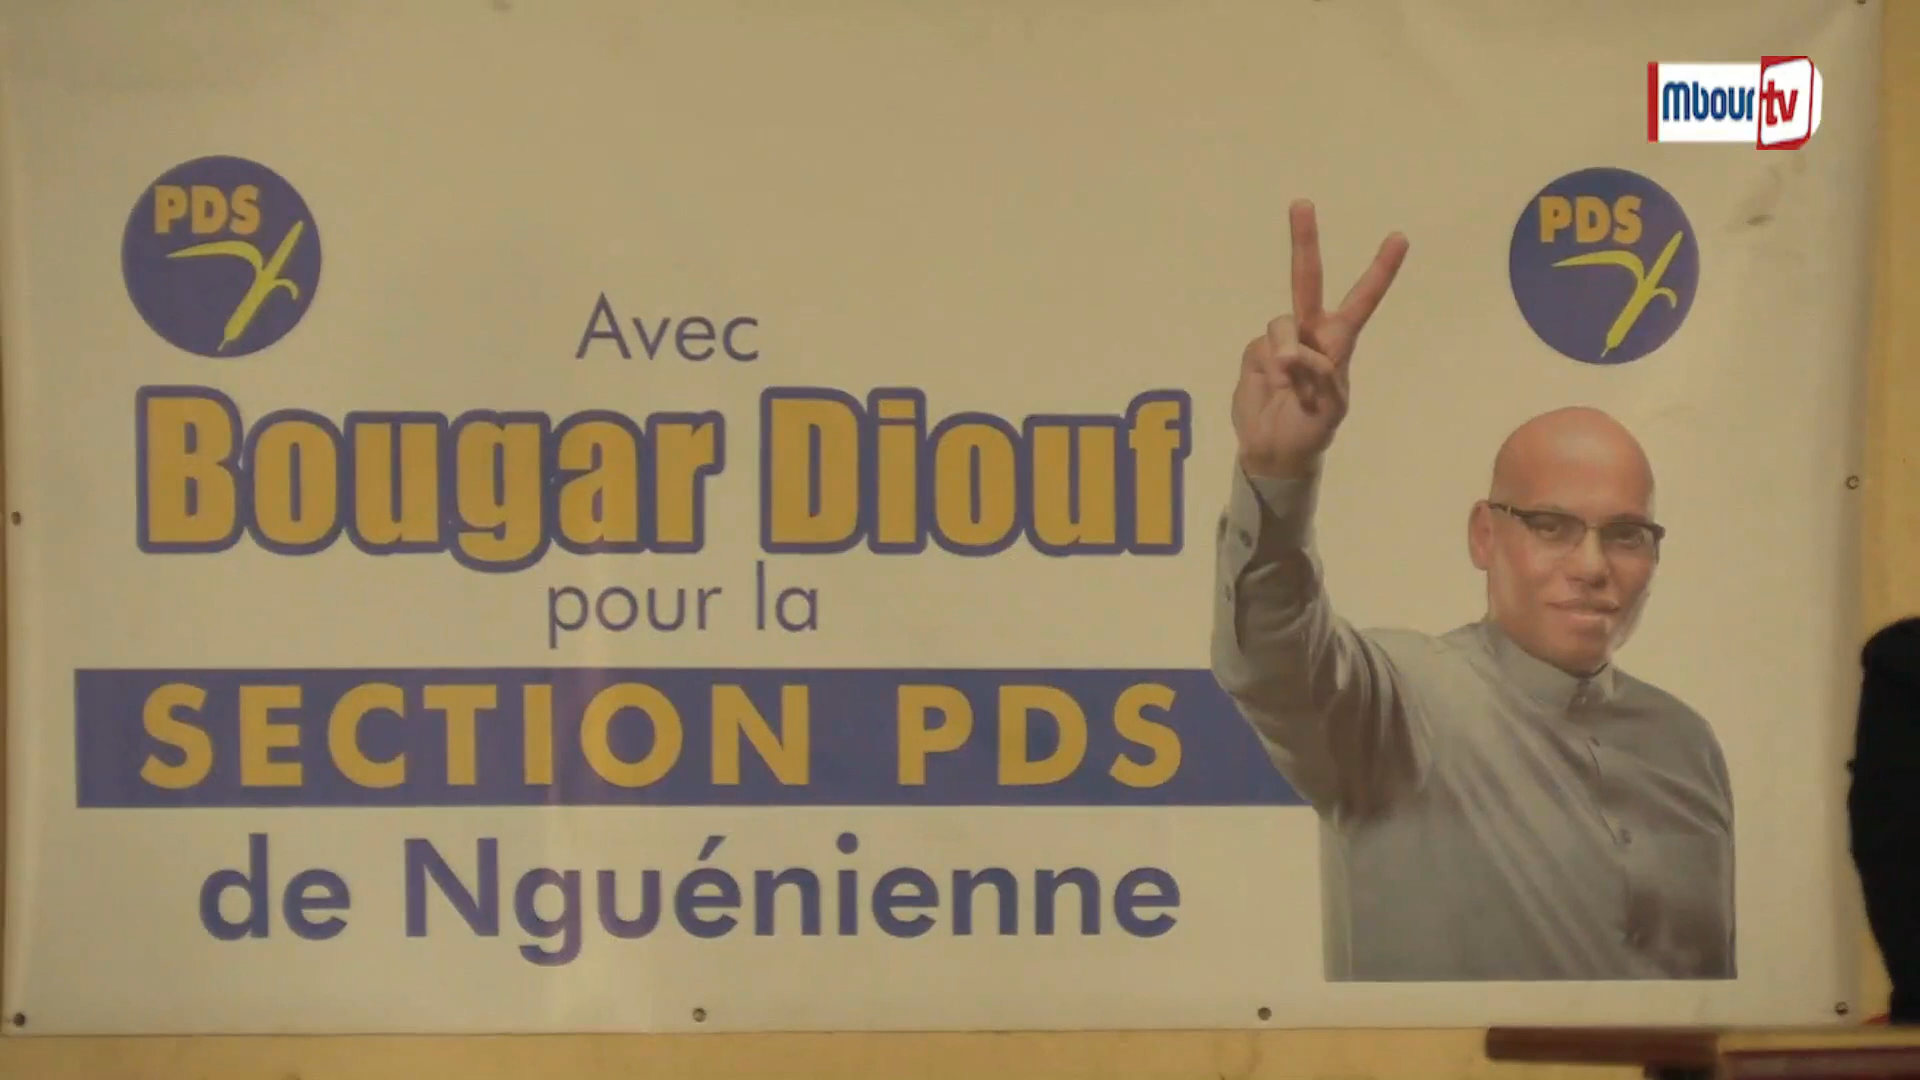 Mbour tv
PDS
PDS
Avec
Bougar Diouf
pour la
SECTION PDS
de Nguénienne